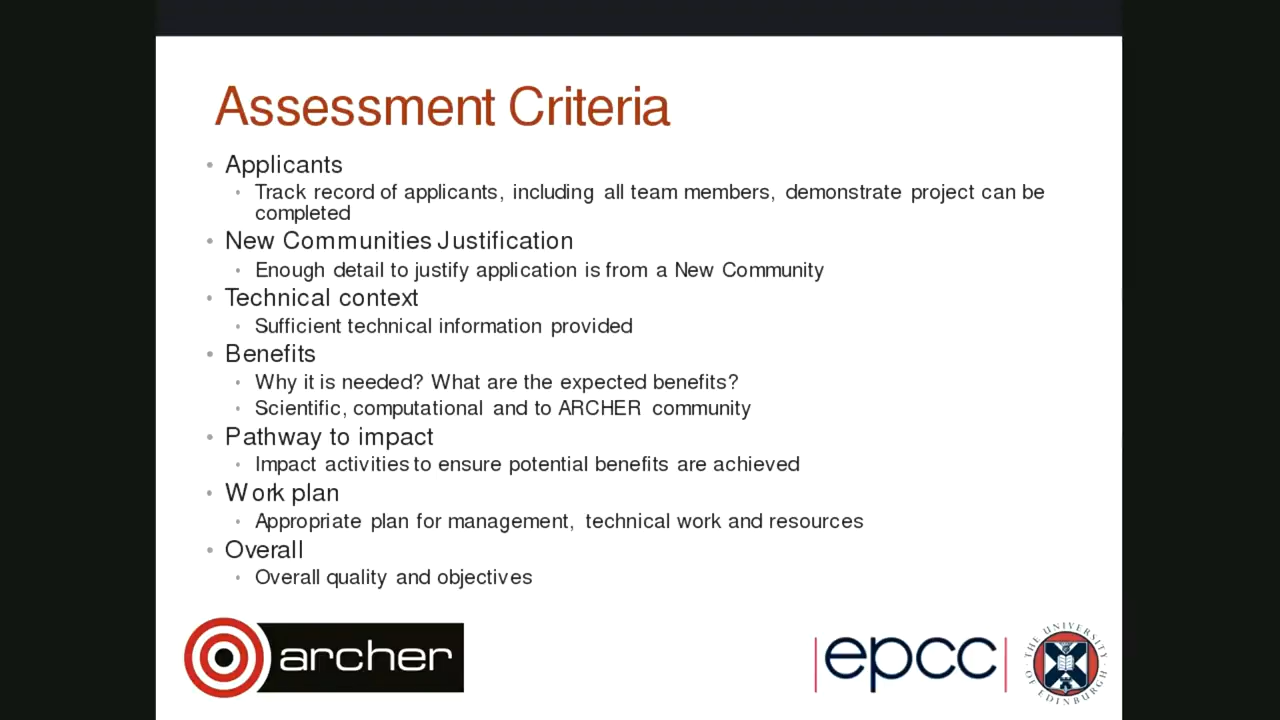 Assessment Criteria
• Applicants
• Track record of applicants, including all team members, demonstrate project can be
completed
• New Communities Justification
• Enough detail to justify application is from a New Community
• Technical context
• Sufficient technical information provided
• Benefits
• Why it is needed? What are the expected benefits?
• Scientific, computational and to ARCHER community
• Pathway to impact
• Impact activities to ensure potential benefits are achieved
• Work plan
• Appropriate plan for management, technical work and resources
• Overall
• Overall quality and objectives
archer
epcc
THE UNIVERSITY OF EDINBURGH